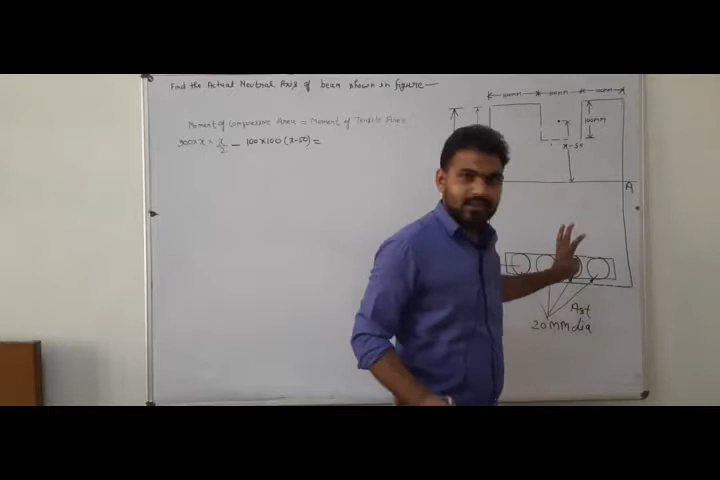 Find the Actual Neutral Axis of beam shown in figure
Moment of Compressive Area = Moment of Tensile Area
300×x × x/2 - 100×100 (x-50) =
100MM
x-50
A
Ast
20MM dia